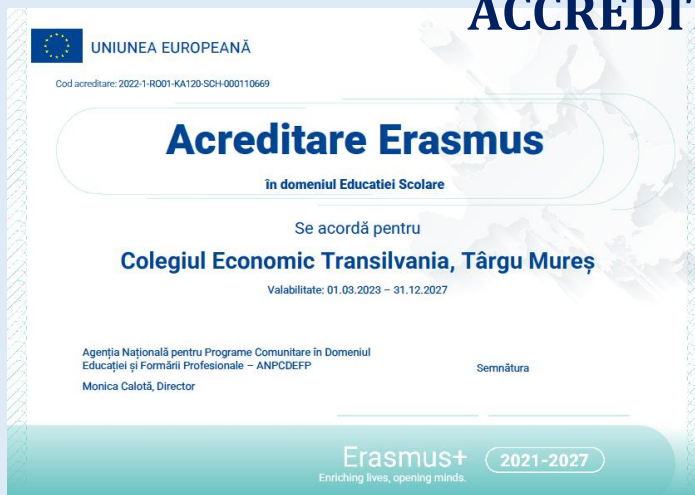 ACCREDIT
UNIUNEA EUROPEANĂ
Cod acreditare: 2022-1-RO01-KA120-SCH-000110669
Acreditare Erasmus
în domeniul Educatiei Scolare
Se acordă pentru
Colegiul Economic Transilvania, Târgu Mureș
Valabilitate: 01.03.2023 – 31.12.2027
Agenția Națională pentru Programe Comunitare în Domeniul
Educației și Formării Profesionale – ANPCDEFP
Semnătura
Monica Calotă, Director
Erasmus+ 2021-2027
Enriching lives, opening minds.